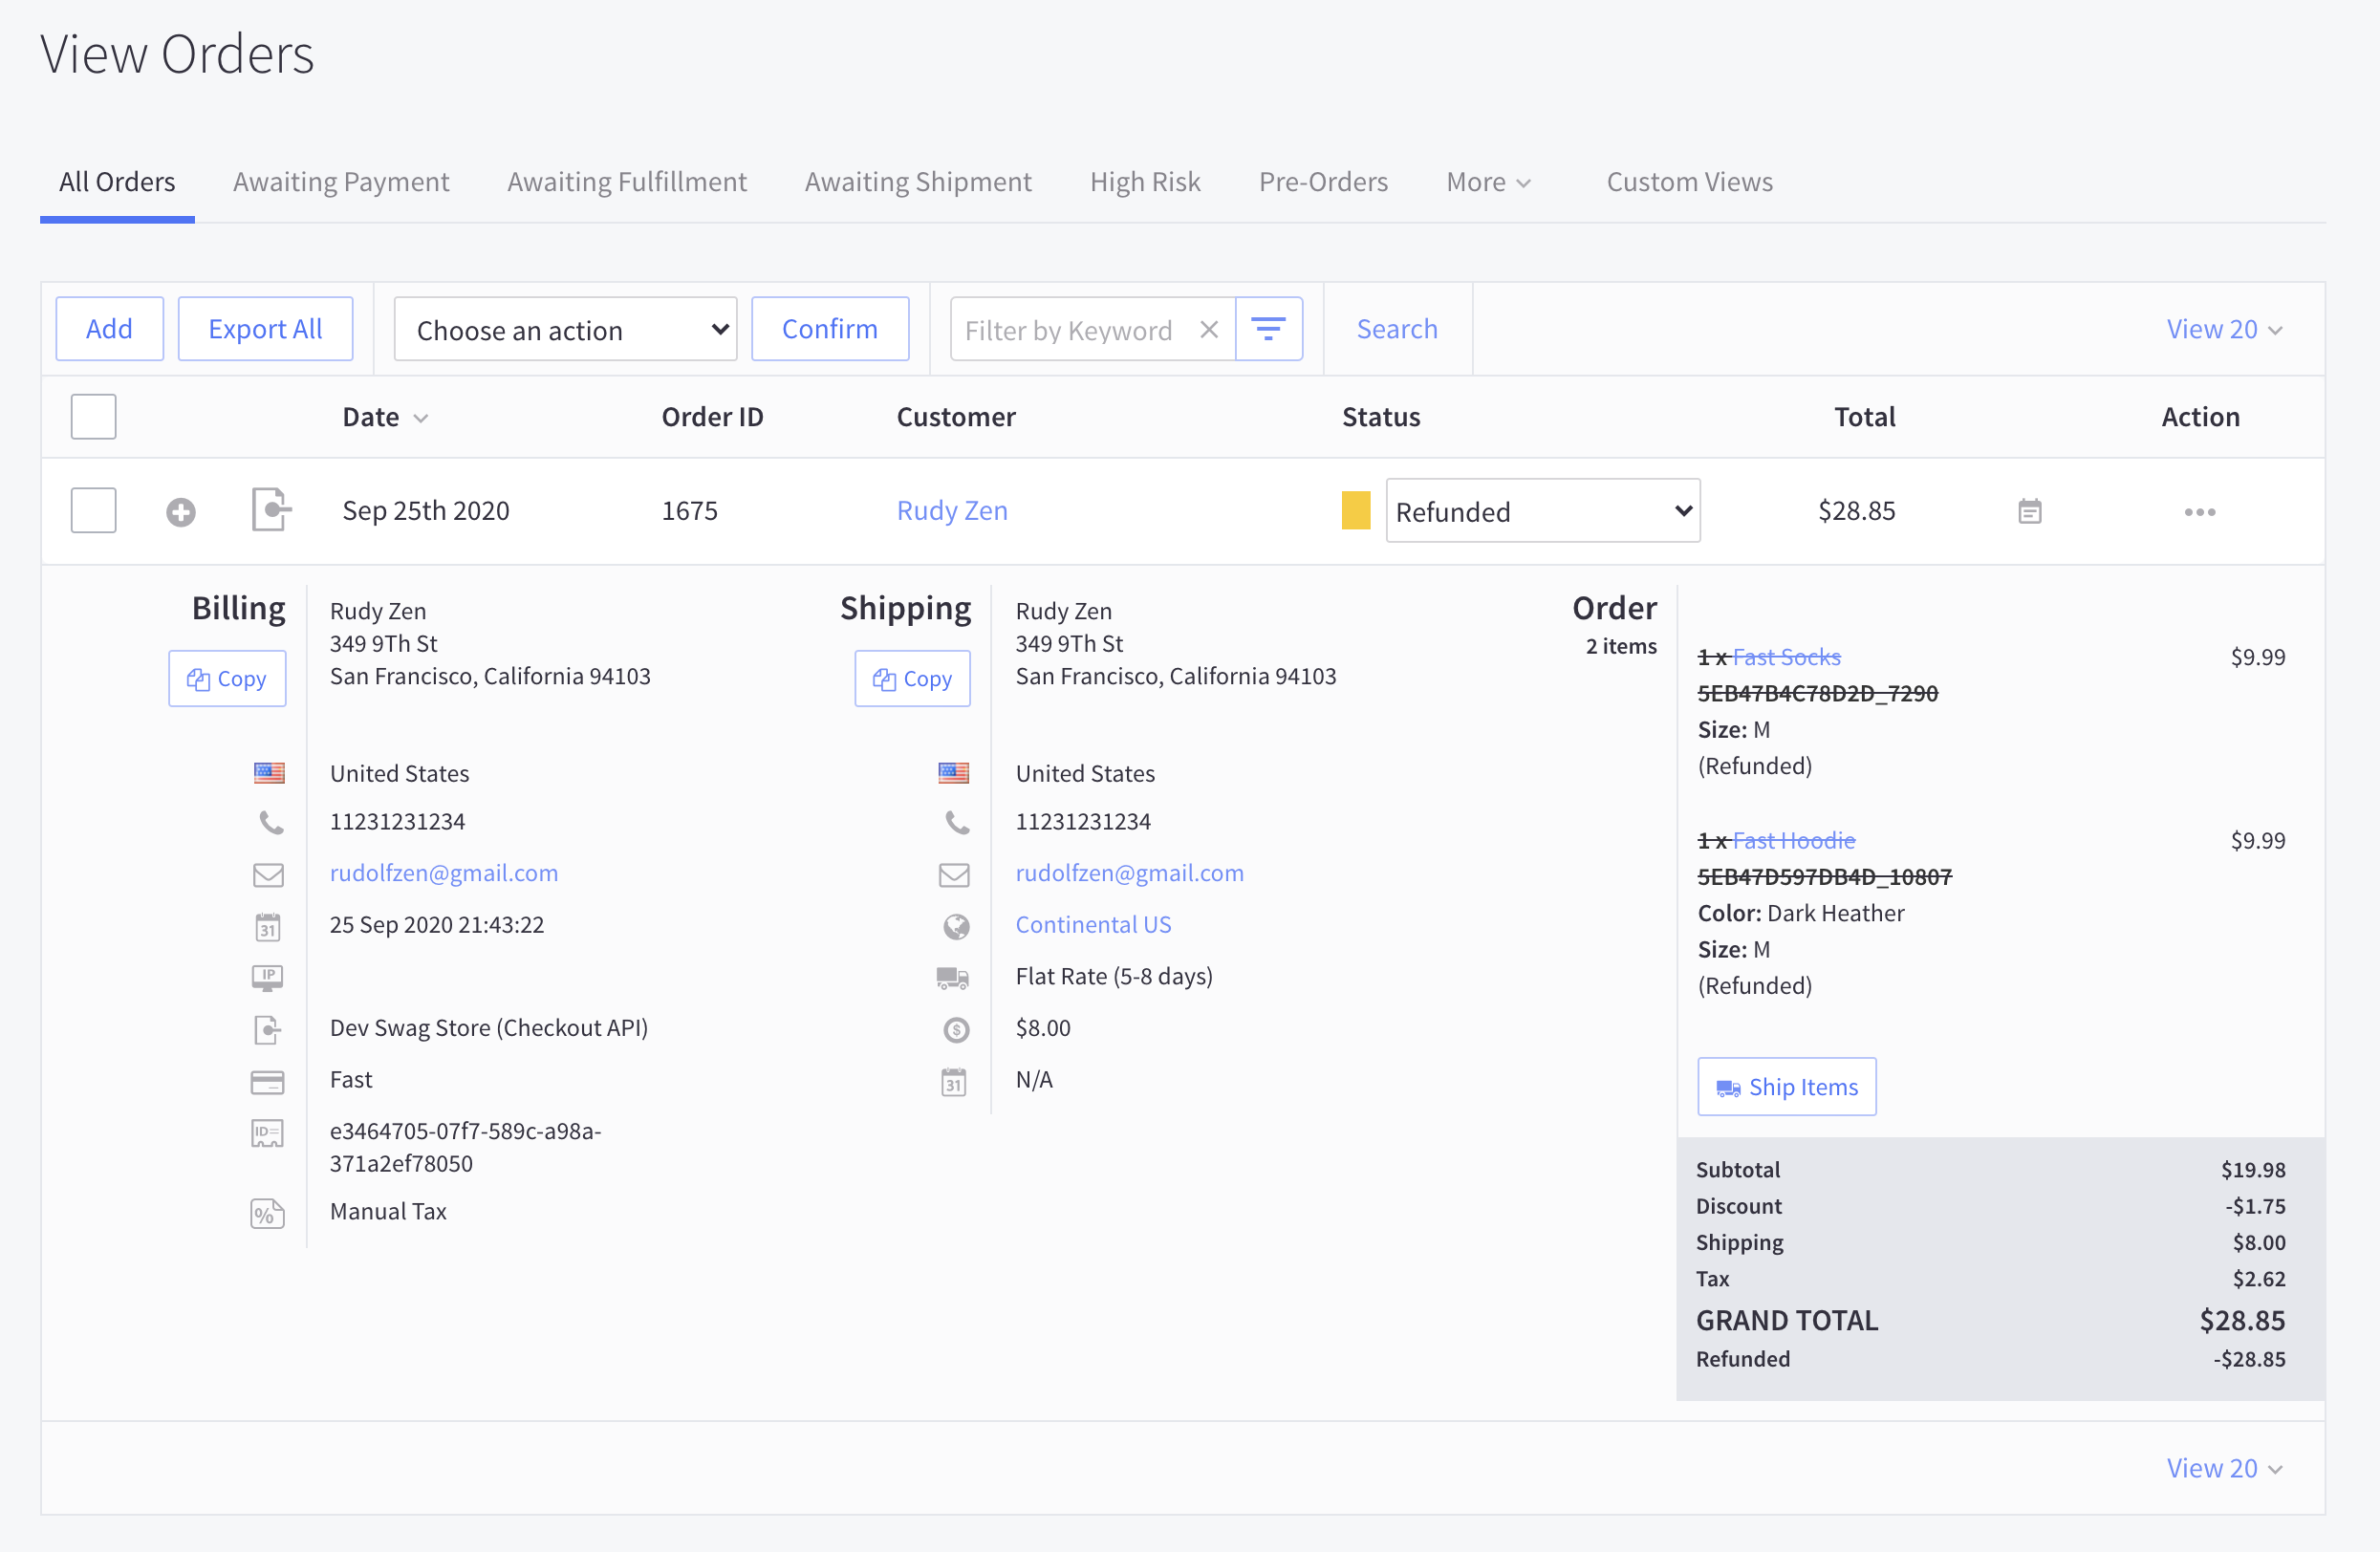 View Orders
All Orders Awaiting Payment Awaiting Fulfillment Awaiting Shipment High Risk Pre-Orders More Custom Views
Add Export All Choose an action Confirm Filter by Keyword Search View 20
Date Order ID Customer Status Total Action
Sep 25th 2020 1675 Rudy Zen Refunded $28.85
Billing
Copy
Rudy Zen
349 9Th St
San Francisco, California 94103
United States
11231231234
rudolfzen@gmail.com
31 25 Sep 2020 21:43:22
IP
Dev Swag Store (Checkout API)
Fast
ID= e3464705-07f7-589c-a98a-
371a2ef78050
% Manual Tax
Shipping
Copy
Rudy Zen
349 9Th St
San Francisco, California 94103
United States
11231231234
rudolfzen@gmail.com
Continental US
Flat Rate (5-8 days)
$ $8.00
31 N/A
Order
2 items
1 x Fast Socks $9.99
5EB47B4C78D2D_7290
Size: M
(Refunded)
1 x Fast Hoodie $9.99
5EB47D597DB4D_10807
Color: Dark Heather
Size: M
(Refunded)
Ship Items
Subtotal $19.98
Discount -$1.75
Shipping $8.00
Tax $2.62
GRAND TOTAL $28.85
Refunded -$28.85
View 20